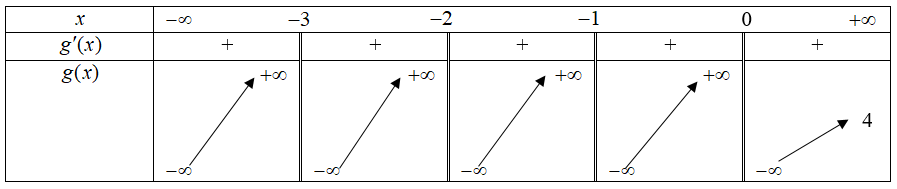 x −∞ −3 −2 −1 0 +∞
g′(x) + + + + +
g(x) +∞ +∞ +∞ +∞ 4
−∞ −∞ −∞ −∞ −∞